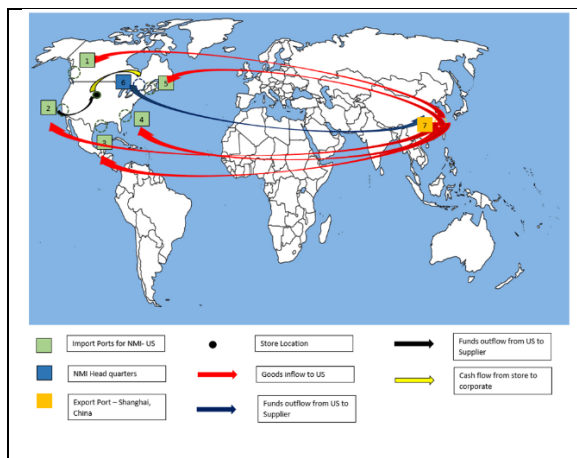 1
6
5
2
4
7
3
Import Ports for NMI- US
Store Location
Funds outflow from US to
Supplier
NMI Head quarters
Goods inflow to US
Cash flow from store to
corporate
Export Port – Shanghai,
China
Funds outflow from US to
Supplier